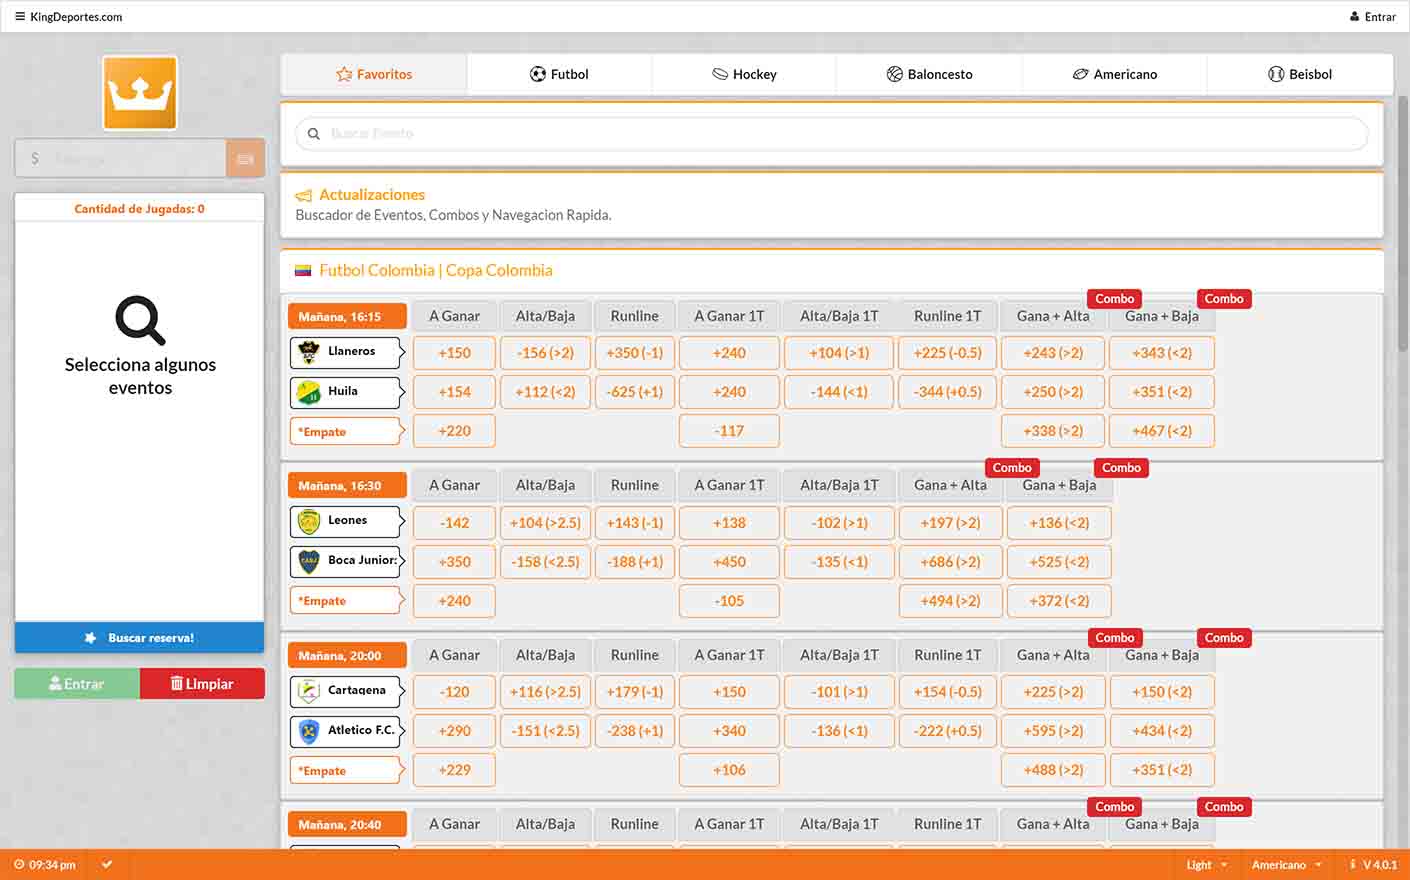 KingDeportes.com
Entrar
Favoritos Futbol Hockey Baloncesto Americano Beisbol
$
Cantidad de Jugadas: 0
Selecciona algunos
eventos
Buscar reserva!
Entrar Limpiar
Buscar Evento
Actualizaciones
Buscador de Eventos, Combos y Navegacion Rapida.
Futbol Colombia | Copa Colombia
Combo Combo
Mañana, 16:15 A Ganar Alta/Baja Runline A Ganar 1T Alta/Baja 1T Runline 1T Gana + Alta Gana + Baja
Llaneros +150 -156 (>2) +350 (-1) +240 +104 (>1) +225 (-0.5) +243 (>2) +343 (<2)
Huila +154 +112 (<2) -625 (+1) +240 -144 (<1) -344 (+0.5) +250 (>2) +351 (<2)
*Empate +220 -117 +338 (>2) +467 (<2)
Combo Combo
Mañana, 16:30 A Ganar Alta/Baja Runline A Ganar 1T Alta/Baja 1T Gana + Alta Gana + Baja
Leones -142 +104 (>2.5) +143 (-1) +138 -102 (>1) +197 (>2) +136 (<2)
Boca Junior: +350 -158 (<2.5) -188 (+1) +450 -135 (<1) +686 (>2) +525 (<2)
*Empate +240 -105 +494 (>2) +372 (<2)
Combo Combo
Mañana, 20:00 A Ganar Alta/Baja Runline A Ganar 1T Alta/Baja 1T Runline 1T Gana + Alta Gana + Baja
Cartagena -120 +116 (>2.5) +179 (-1) +150 -101 (>1) +154 (-0.5) +225 (>2) +150 (<2)
Atletico F.C. +290 -151 (<2.5) -238 (+1) +340 -136 (<1) -222 (+0.5) +595 (>2) +434 (<2)
*Empate +229 +106 +488 (>2) +351 (<2)
Combo Combo
Mañana, 20:40 A Ganar Alta/Baja Runline A Ganar 1T Alta/Baja 1T Runline 1T Gana + Alta Gana + Baja
09:34 pm Light Americano V 4.0.1